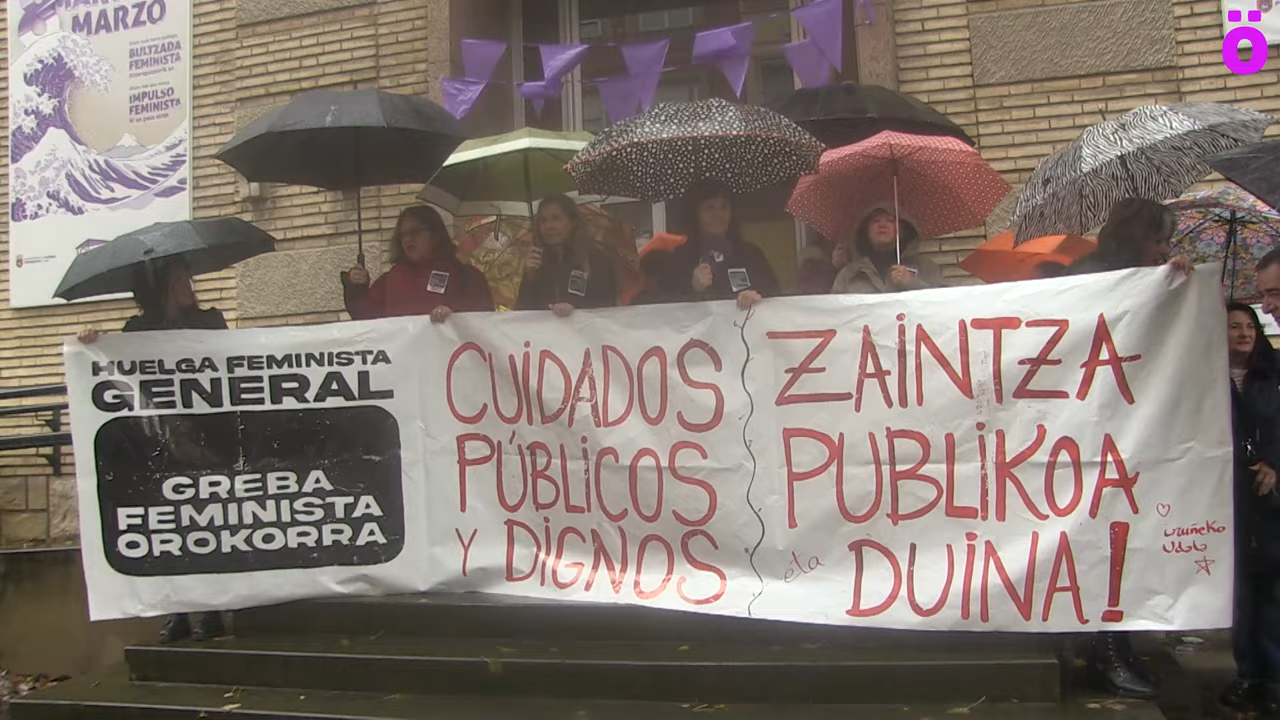 MARZO
BULTZADA
FEMINISTA
IMPULSO
FEMINISTA
ö
HUELGA FEMINISTA
GENERAL
GREBA
FEMINISTA
OROKORRA
CUIDADOS
PÚBLICOS
Y DIGNOS
ZAINTZA
PUBLIKOA
eta DUINA!